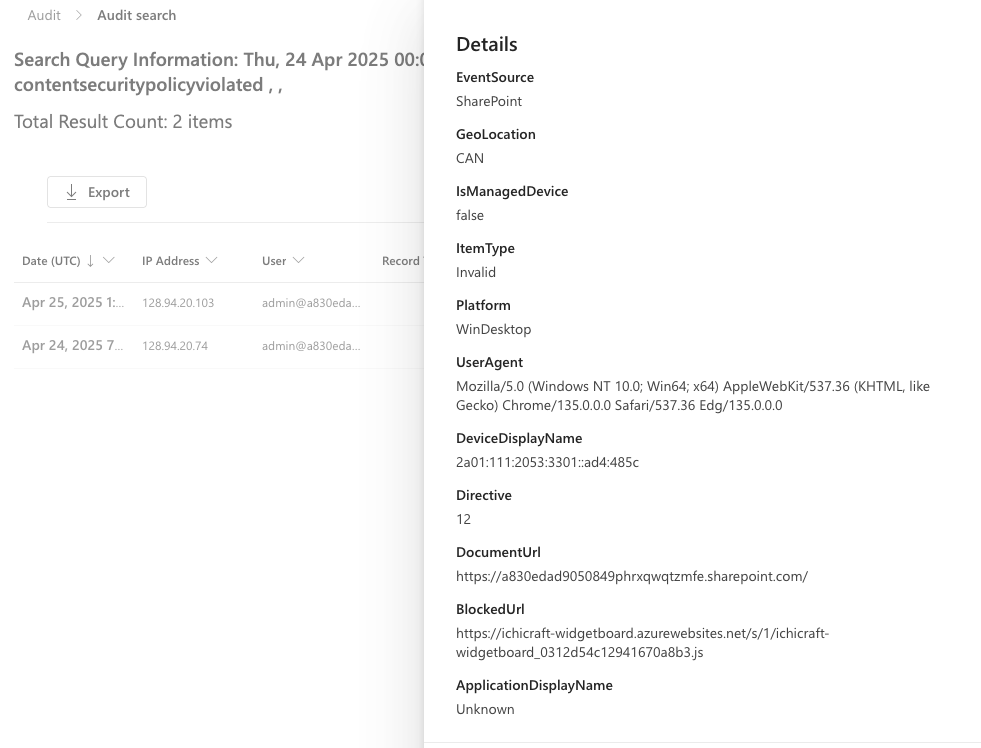 Audit > Audit search
Search Query Information: Thu, 24 Apr 2025 00:0
contentsecuritypolicyviolated , ,
Total Result Count: 2 items
Export
Date (UTC) ↓ IP Address User Record
Apr 25, 2025 1:... 128.94.20.103 admin@a830eda...
Apr 24, 2025 7... 128.94.20.74 admin@a830eda...
Details
EventSource
SharePoint
GeoLocation
CAN
IsManagedDevice
false
ItemType
Invalid
Platform
WinDesktop
UserAgent
Mozilla/5.0 (Windows NT 10.0; Win64; x64) AppleWebKit/537.36 (KHTML, like
Gecko) Chrome/135.0.0.0 Safari/537.36 Edg/135.0.0.0
DeviceDisplayName
2a01:111:2053:3301::ad4:485c
Directive
12
DocumentUrl
https://a830edad9050849phrxqwqtzmfe.sharepoint.com/
BlockedUrl
https://ichicraft-widgetboard.azurewebsites.net/s/1/ichicraft-
widgetboard_0312d54c12941670a8b3.js
ApplicationDisplayName
Unknown